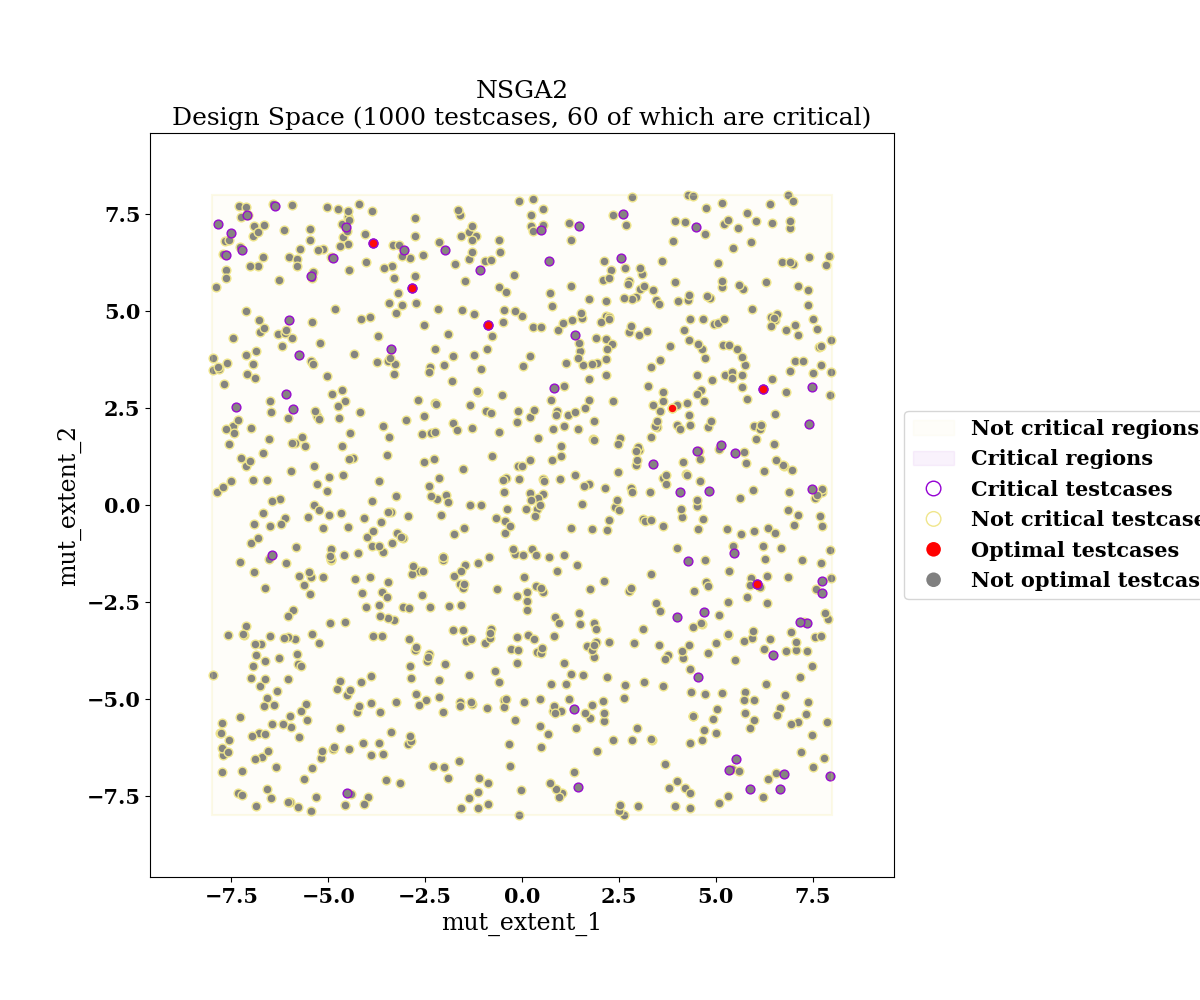 NSGA2
Design Space (1000 testcases, 60 of which are critical)
mut_extent_2
7.5
5.0
2.5
0.0
−2.5
−5.0
−7.5
−7.5 −5.0 −2.5 0.0 2.5 5.0 7.5
mut_extent_1
Not critical regions
Critical regions
Critical testcases
Not critical testcase
Optimal testcases
Not optimal testcas